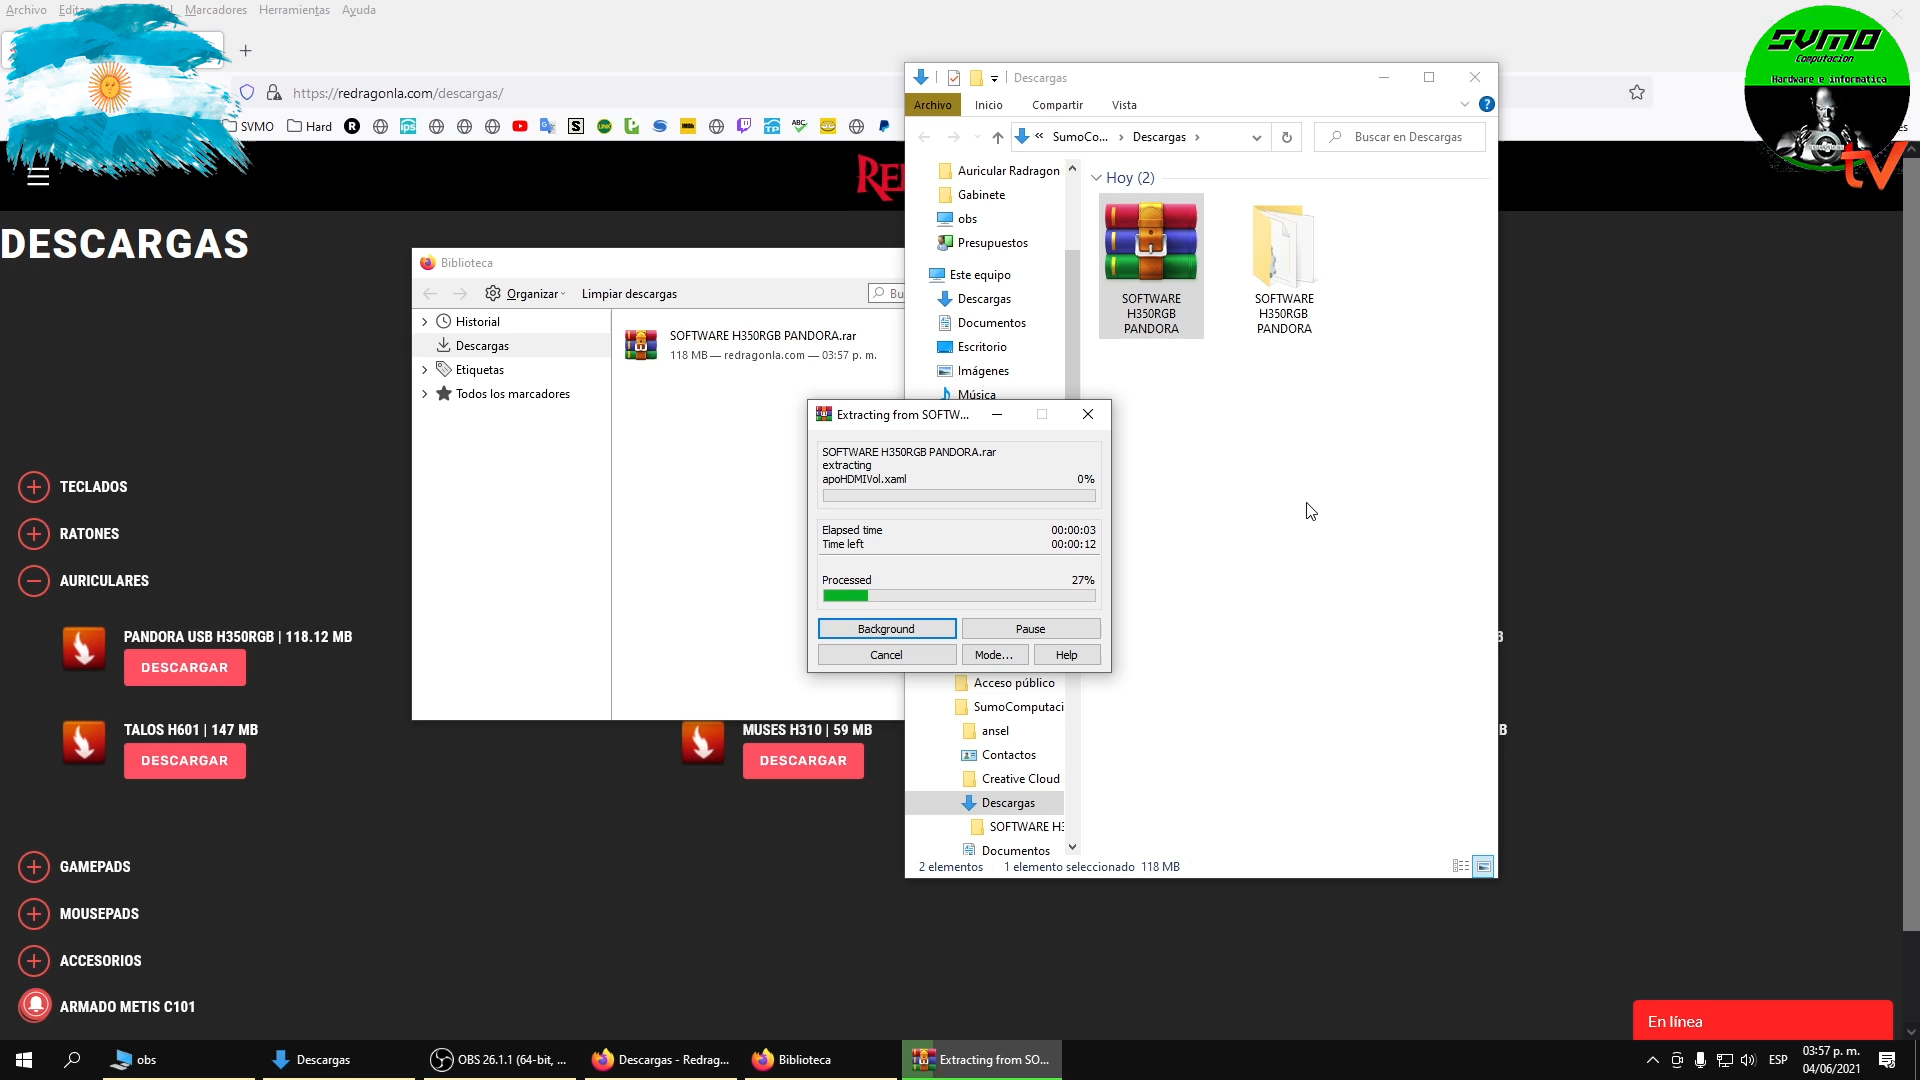 Archivo
Marcadores
Herramientas
Ayuda
https://redragonla.com/descargas/
SVMO
Hard
SVMO
Computacion
Hardware e informatica
TV
DESCARGAS
TECLADOS
RATONES
AURICULARES
PANDORA USB H350RGB | 118.12 MB
DESCARGAR
TALOS H601 | 147 MB
DESCARGAR
MUSES H310 | 59 MB
DESCARGAR
GAMEPADS
MOUSEPADS
ACCESORIOS
ARMADO METIS C101
En línea
Biblioteca
Organizar
Limpiar descargas
Bu
Historial
Descargas
Etiquetas
Todos los marcadores
SOFTWARE H350RGB PANDORA.rar
118 MB — redragonla.com — 03:57 p. m.
Descargas
Archivo
Inicio
Compartir
Vista
« SumoCo... › Descargas ›
Buscar en Descargas
Auricular Radragon
Gabinete
obs
Presupuestos
Este equipo
Descargas
Documentos
Escritorio
Imágenes
Música
Acceso público
SumoComputaci
ansel
Contactos
Creative Cloud
Descargas
SOFTWARE H3
Documentos
Hoy (2)
SOFTWARE
H350RGB
PANDORA
SOFTWARE
H350RGB
PANDORA
2 elementos
1 elemento seleccionado 118 MB
Extracting from SOFTW...
SOFTWARE H350RGB PANDORA.rar
extracting
apoHDMIVol.xaml 0%
Elapsed time 00:00:03
Time left 00:00:12
Processed 27%
Background
Pause
Cancel
Mode...
Help
obs
Descargas
OBS 26.1.1 (64-bit, ...
Descargas - Redrag...
Biblioteca
Extracting from SO...
ESP
03:57 p. m.
04/06/2021